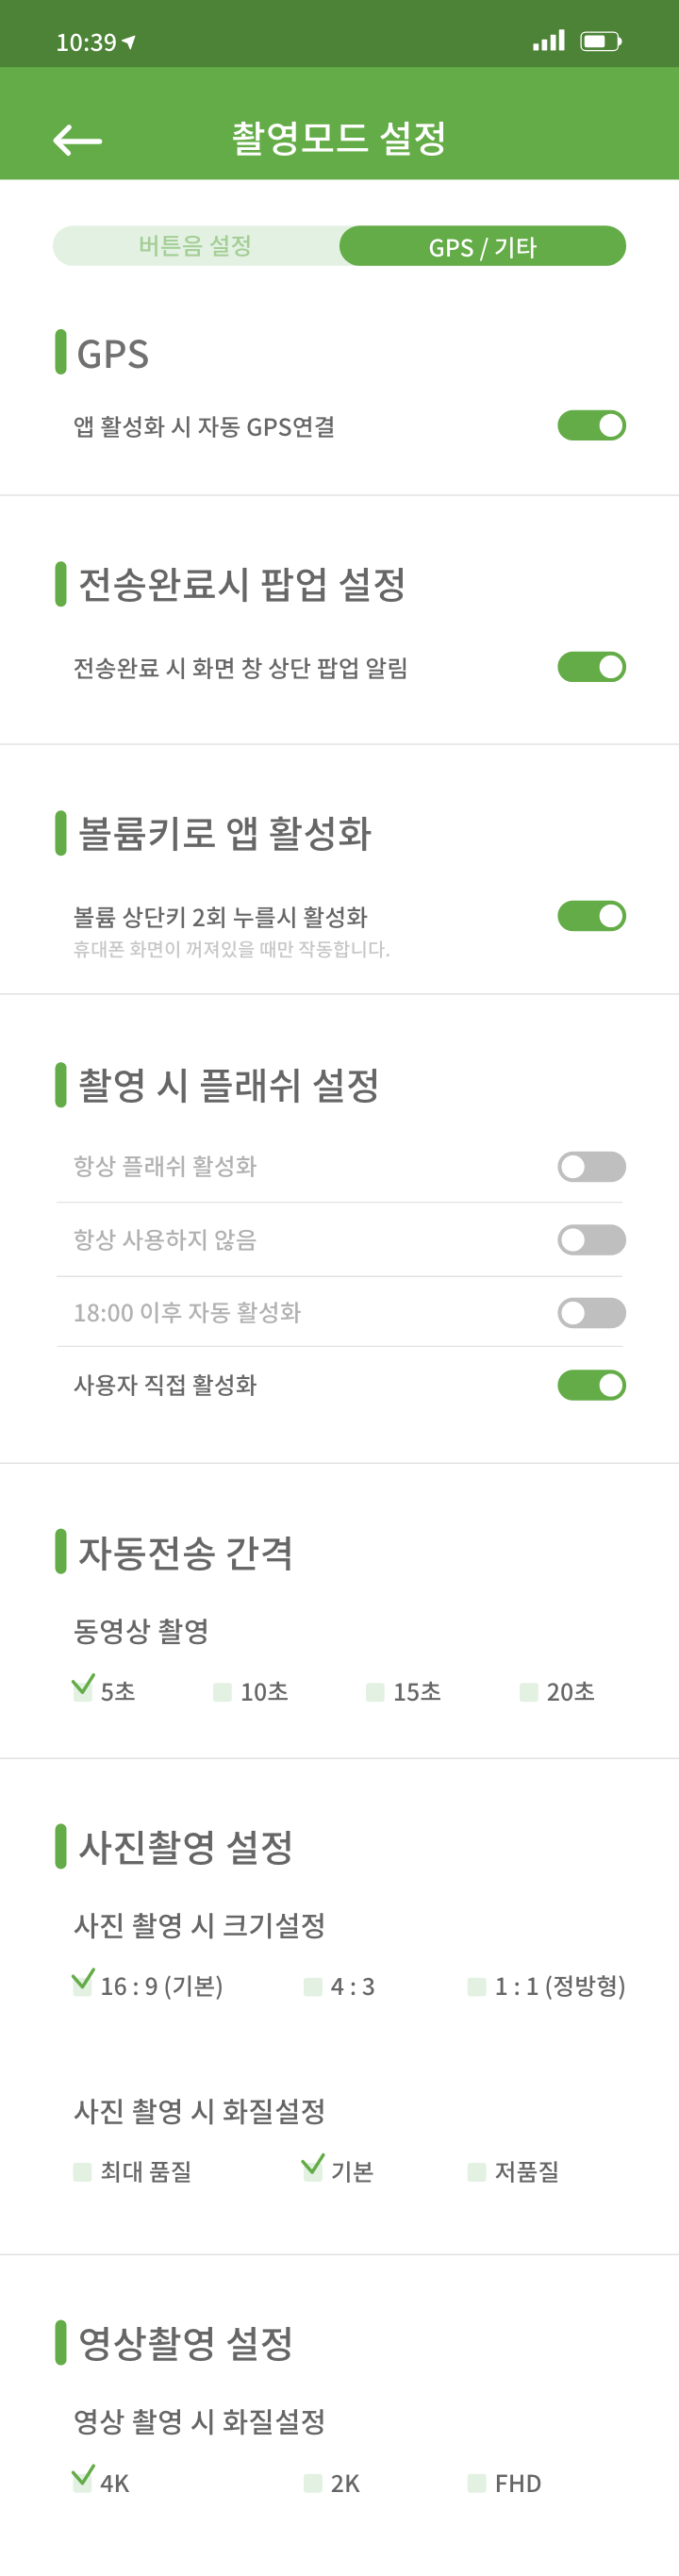 10:39
촬영모드 설정
버튼음 설정
GPS / 기타
GPS
앱 활성화 시 자동 GPS연결
전송완료시 팝업 설정
전송완료 시 화면 창 상단 팝업 알림
볼륨키로 앱 활성화
볼륨 상단키 2회 누를시 활성화
휴대폰 화면이 꺼져있을 때만 작동합니다.
촬영 시 플래쉬 설정
항상 플래쉬 활성화
항상 사용하지 않음
18:00 이후 자동 활성화
사용자 직접 활성화
자동전송 간격
동영상 촬영
5초 10초 15초 20초
사진촬영 설정
사진 촬영 시 크기설정
16 : 9 (기본) 4 : 3 1 : 1 (정방형)
사진 촬영 시 화질설정
최대 품질 기본 저품질
영상촬영 설정
영상 촬영 시 화질설정
4K 2K FHD